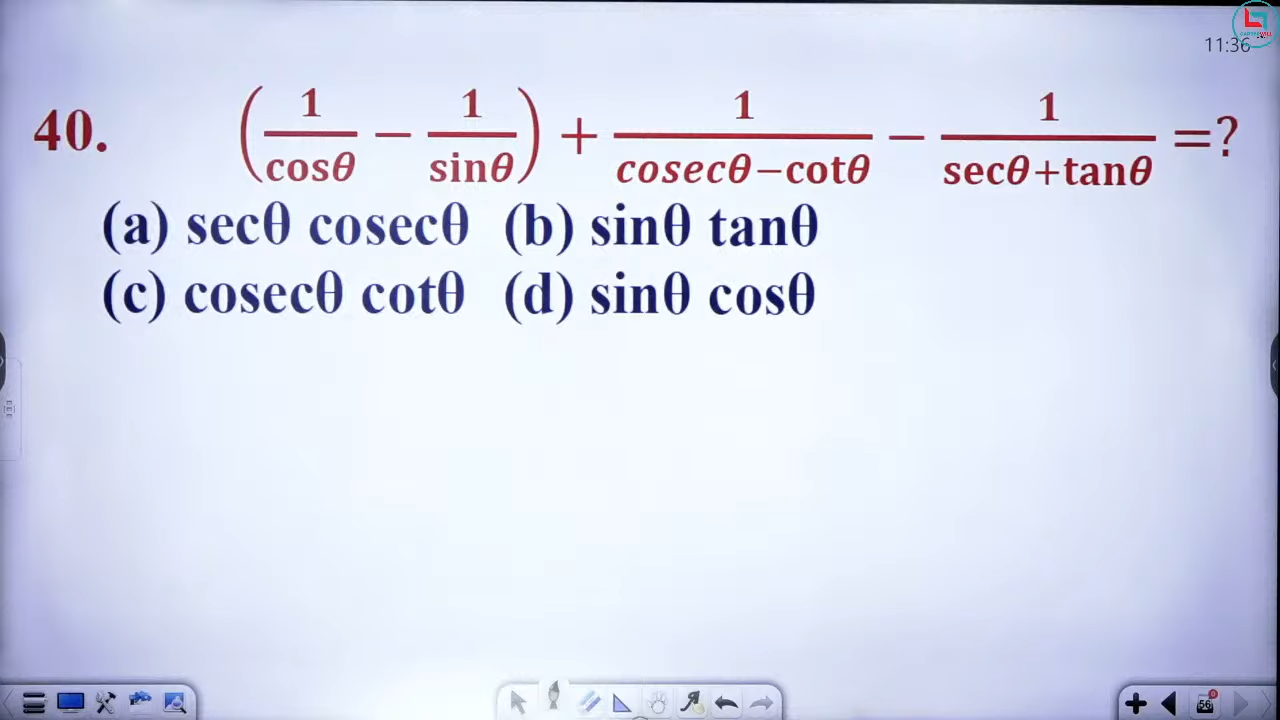 11:36
40. (1/cosθ − 1/sinθ) + 1/(cosecθ−cotθ) − 1/(secθ+tanθ) =?
(a) secθ cosecθ (b) sinθ tanθ
(c) cosecθ cotθ (d) sinθ cosθ
56